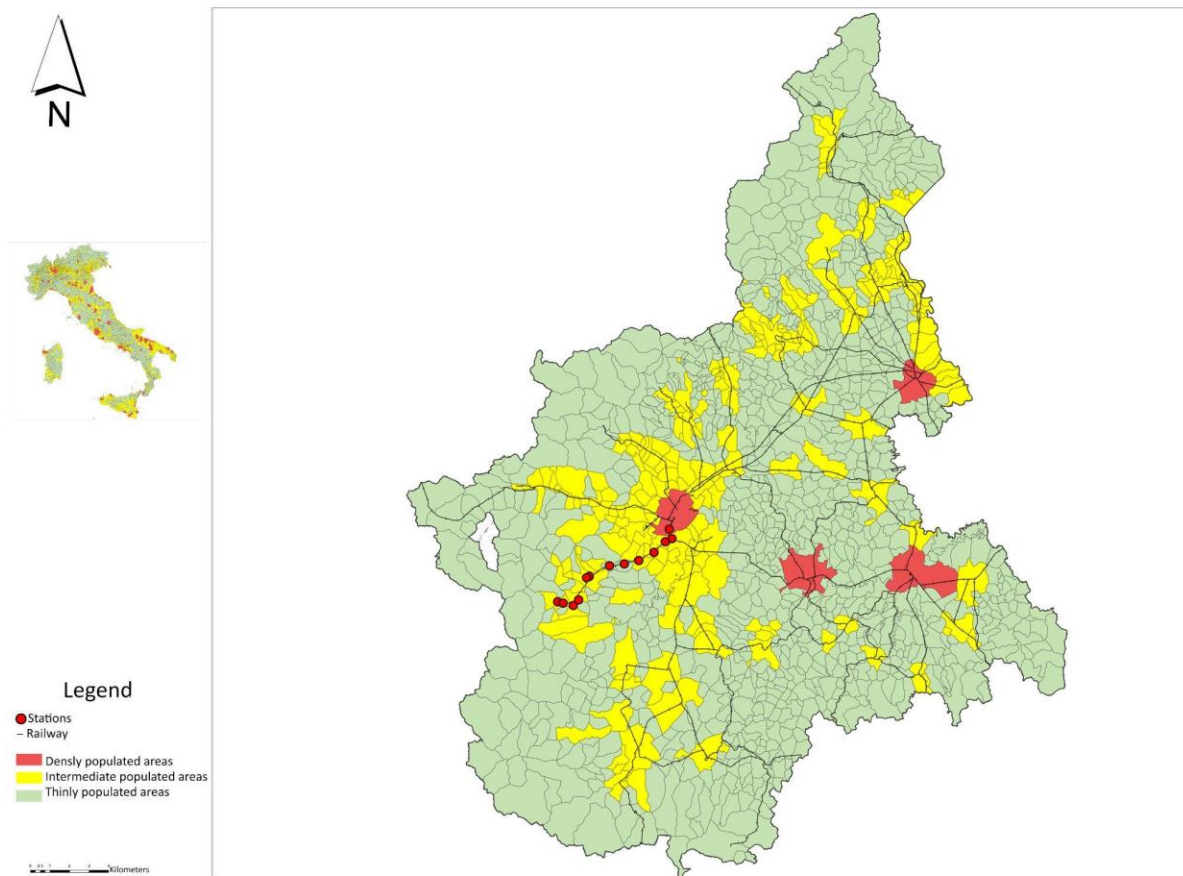 N
Legend
Stations
Railway
Densly populated areas
Intermediate populated areas
Thinly populated areas
Kilometers